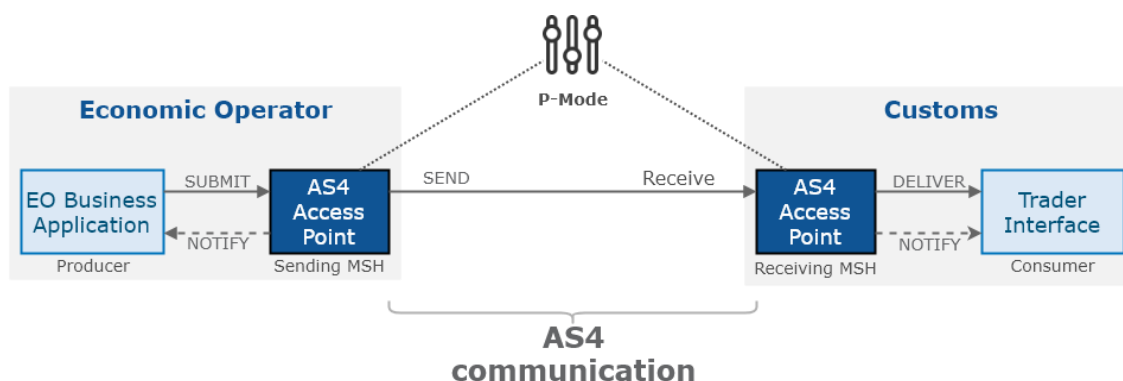 P-Mode
Economic Operator
Customs
EO Business
Application
SUBMIT
NOTIFY
Producer
AS4
Access
Point
Sending MSH
SEND
Receive
AS4
Access
Point
Receiving MSH
DELIVER
NOTIFY
Trader
Interface
Consumer
AS4
communication